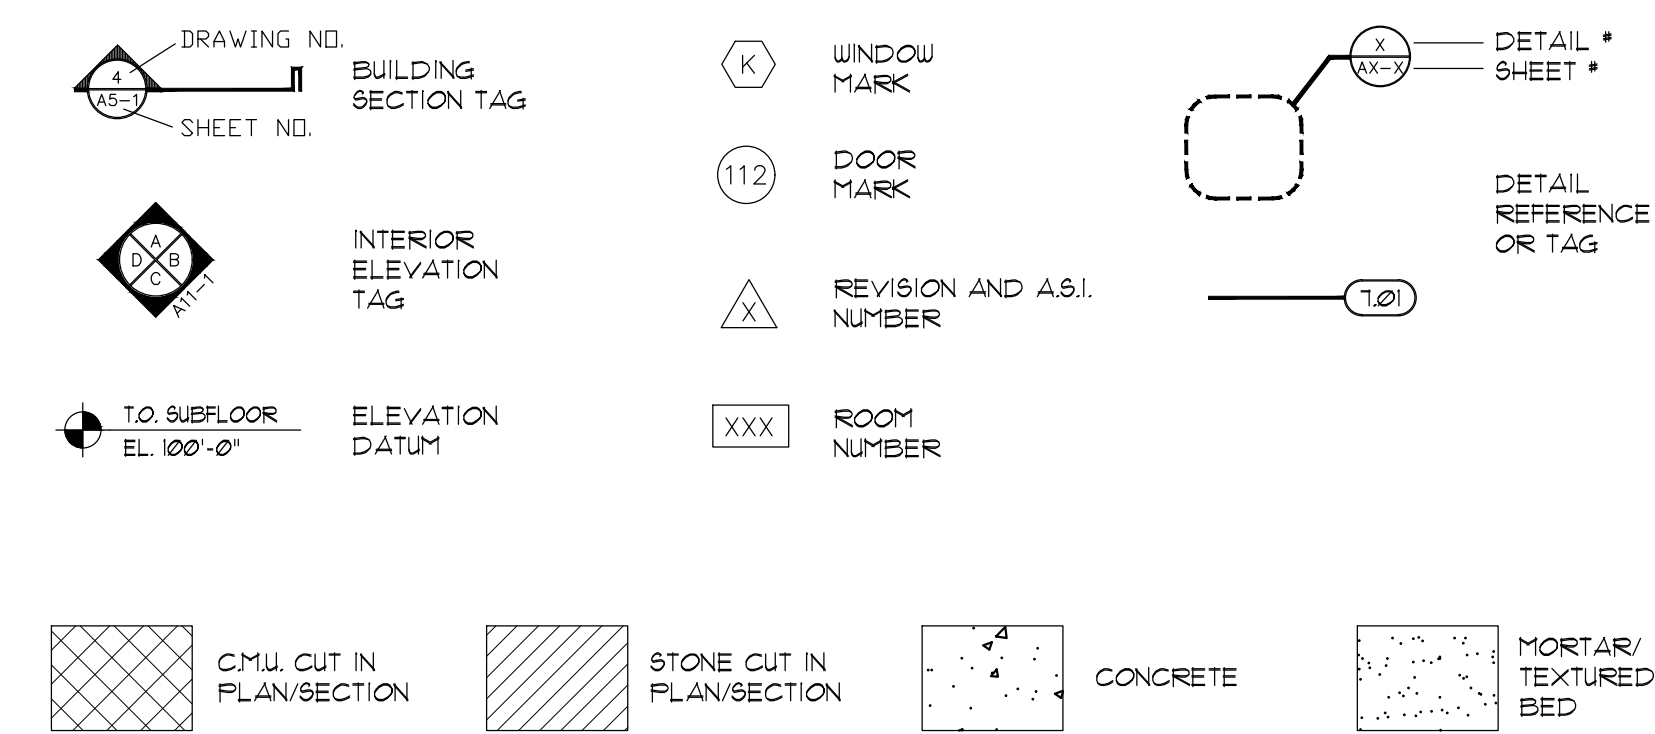 DRAWING NO.
4
A5-1
SHEET NO.
BUILDING
SECTION TAG
A
D B
C
A11-1
INTERIOR
ELEVATION
TAG
T.O. SUBFLOOR
EL. 100'-0"
ELEVATION
DATUM
K
WINDOW
MARK
112
DOOR
MARK
X
REVISION AND A.S.I.
NUMBER
XXX
ROOM
NUMBER
X
AX-X
DETAIL #
SHEET #
DETAIL
REFERENCE
OR TAG
7.01
C.M.U. CUT IN
PLAN/SECTION
STONE CUT IN
PLAN/SECTION
CONCRETE
MORTAR/
TEXTURED
BED